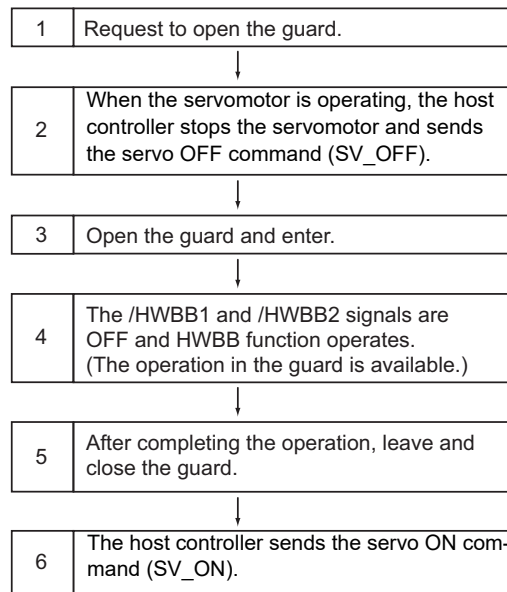 1 Request to open the guard.
When the servomotor is operating, the host
2 controller stops the servomotor and sends
the servo OFF command (SV_OFF).
3 Open the guard and enter.
The /HWBB1 and /HWBB2 signals are
4 OFF and HWBB function operates.
(The operation in the guard is available.)
5 After completing the operation, leave and
close the guard.
6 The host controller sends the servo ON com-
mand (SV_ON).